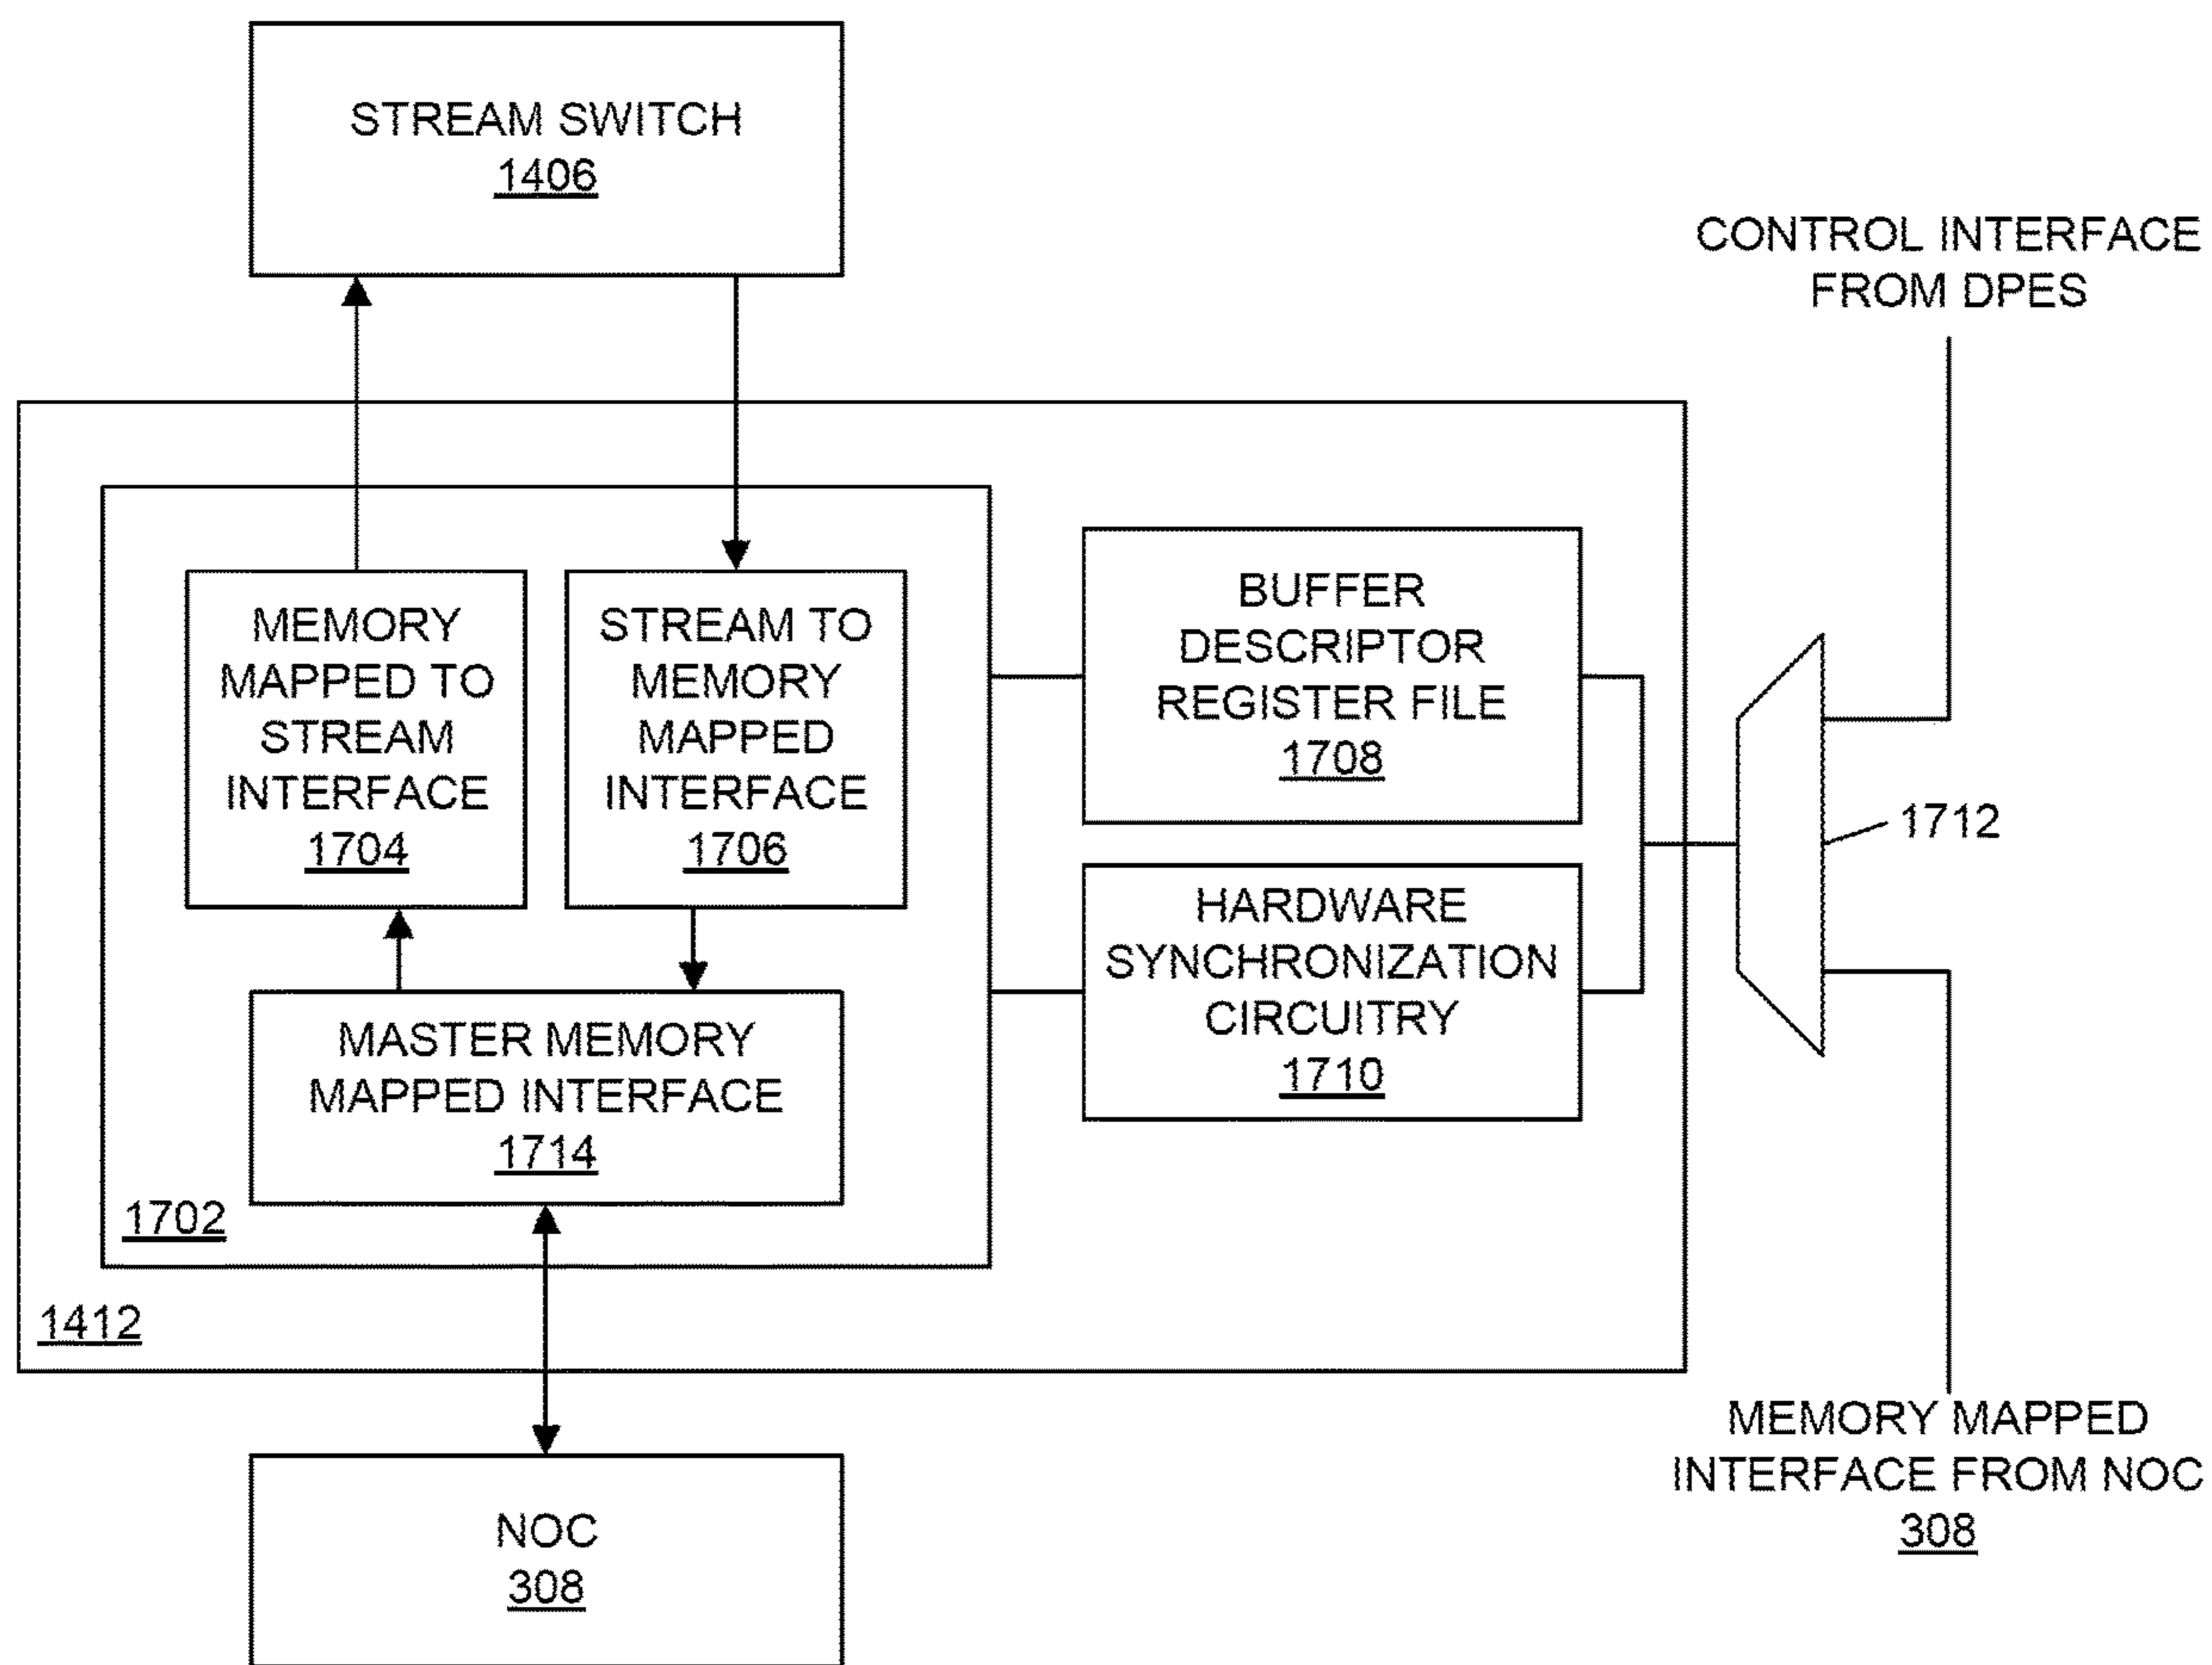 STREAM SWITCH
1406
CONTROL INTERFACE
FROM DPES
MEMORY
MAPPED TO
STREAM
INTERFACE
1704
STREAM TO
MEMORY
MAPPED
INTERFACE
1706
BUFFER
DESCRIPTOR
REGISTER FILE
1708
1712
HARDWARE
SYNCHRONIZATION
CIRCUITRY
1710
MASTER MEMORY
MAPPED INTERFACE
1714
1702
1412
MEMORY MAPPED
INTERFACE FROM NOC
308
NOC
308